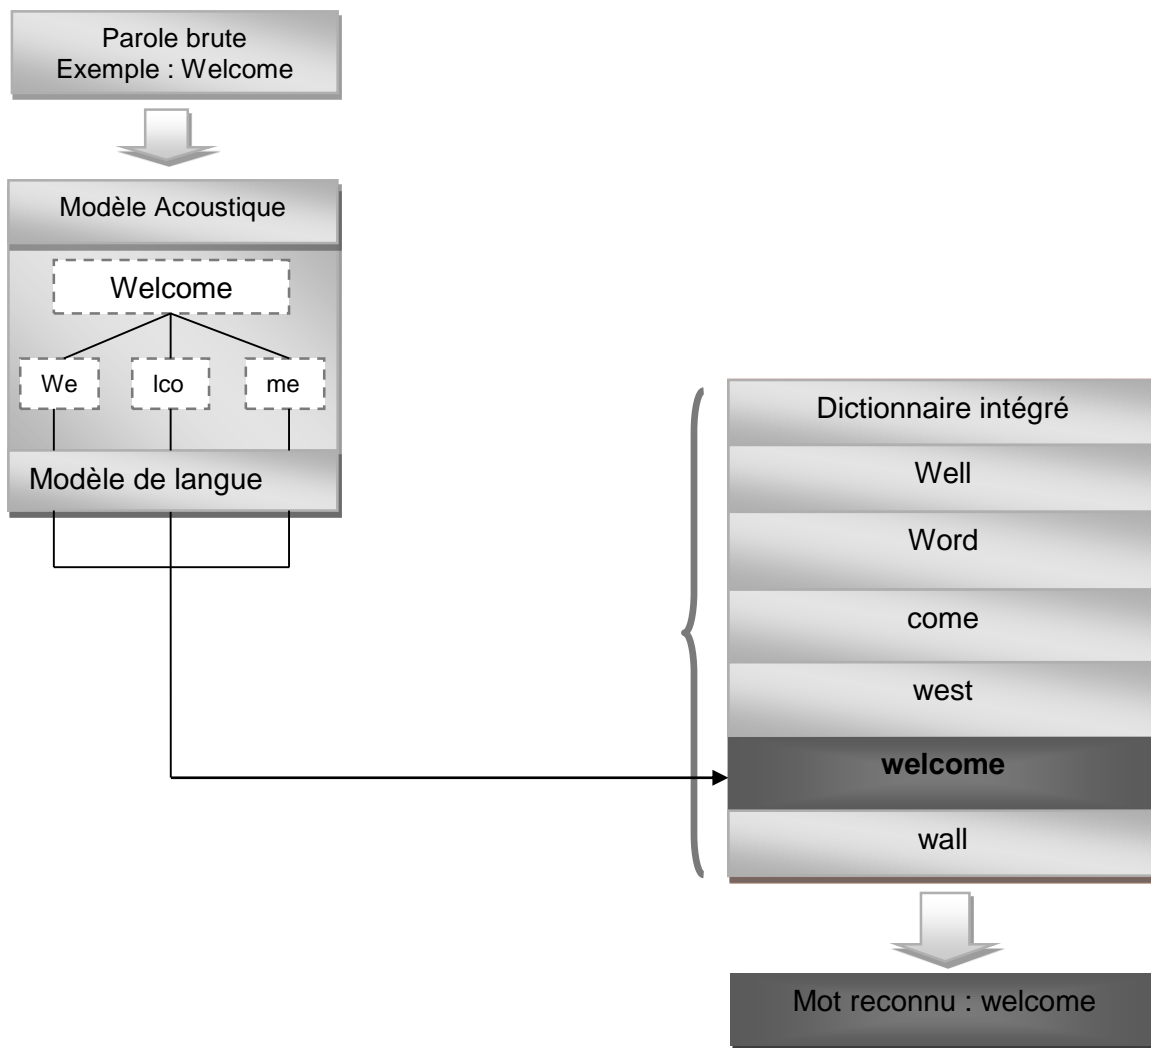 Parole brute
Exemple : Welcome
Modèle Acoustique
Welcome
We
lco
me
Modèle de langue
Dictionnaire intégré
Well
Word
come
west
welcome
wall
Mot reconnu : welcome